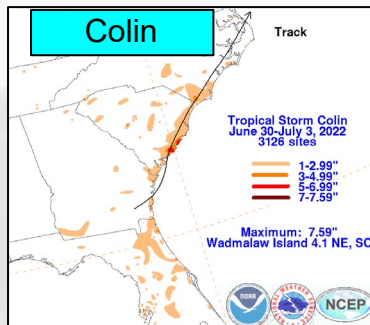 Colin
Track
Tropical Storm Colin
June 30-July 3, 2022
3126 sites
1-2.99"
3-4.99"
5-6.99"
7-7.59"
Maximum: 7.59"
Wadmalaw Island 4.1 NE, SC
NOAA
NCEP